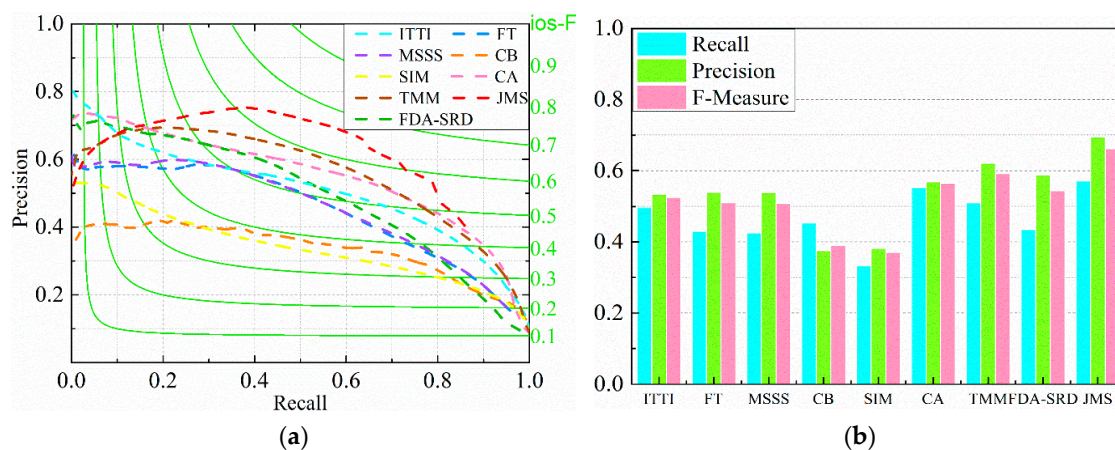 1.0
0.8
0.6
0.4
0.2
Precision
0.0 0.2 0.4 0.6 0.8 1.0
Recall
ITTI FT
MSSS CB
SIM CA
TMM JMS
FDA-SRD
ios-F
0.9
0.8
0.7
0.6
0.5
0.4
0.3
0.2
0.1
(a)
1.0
0.8
0.6
0.4
0.2
0.0
Recall
Precision
F-Measure
ITTI FT MSSS CB SIM CA TMM FDA-SRD JMS
(b)